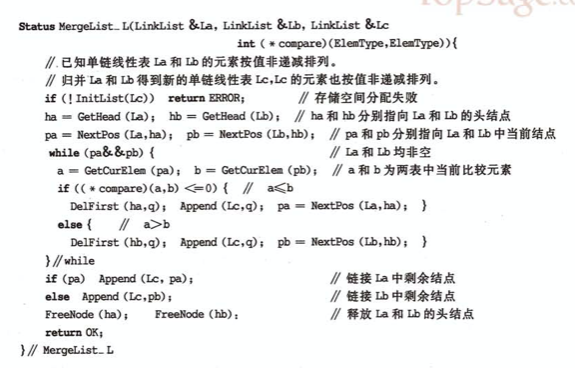 TopSage.c
Status MergeList_L(LinkList &La, LinkList &Lb, LinkList &Lc
int (*compare)(ElemType,ElemType)){
// 已知单链线性表 La 和 Lb 的元素按值非递减排列。
// 归并 La 和 Lb 得到新的单链线性表 Lc,Lc 的元素也按值非递减排列。
if (!InitList(Lc)) return ERROR; // 存储空间分配失败
ha = GetHead (La); hb = GetHead (Lb); // ha 和 hb 分别指向 La 和 Lb 的头结点
pa = NextPos (La,ha); pb = NextPos (Lb,hb); // pa 和 pb 分别指向 La 和 Lb 中当前结点
while (pa&&pb) { // La 和 Lb 均非空
a = GetCurElem (pa); b = GetCurElem (pb); // a 和 b 为两表中当前比较元素
if ((*compare)(a,b) <=0) { // a≤b
DelFirst (ha,q); Append (Lc,q); pa = NextPos (La,ha); }
else { // a>b
DelFirst (hb,q); Append (Lc,q); pb = NextPos (Lb,hb); }
}//while
if (pa) Append (Lc, pa); // 链接 La 中剩余结点
else Append (Lc,pb); // 链接 Lb 中剩余结点
FreeNode (ha); FreeNode (hb); // 释放 La 和 Lb 的头结点
return OK;
}// MergeList_L